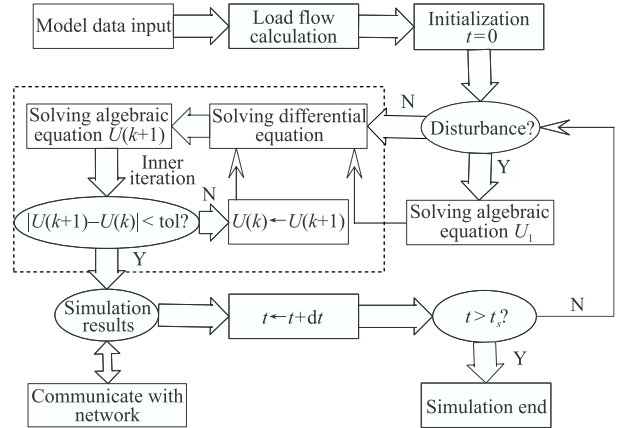 Model data input
Load flow
calculation
Initialization
t=0
Disturbance?
N
Y
Solving differential
equation
Solving algebraic
equation U(k+1)
Inner
iteration
|U(k+1)−U(k)| < tol?
N
U(k)←U(k+1)
Solving algebraic
equation U₁
Y
Simulation
results
t←t+dt
t > tₛ?
N
Y
Communicate with
network
Simulation end